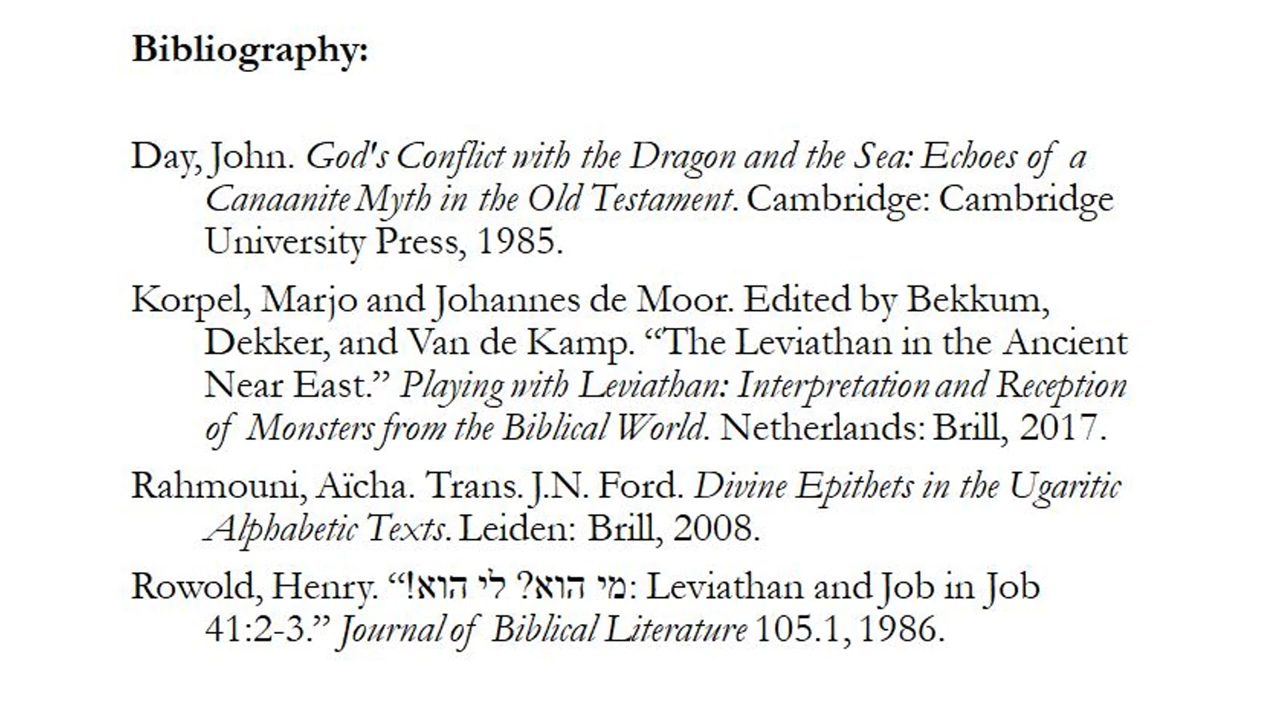 Bibliography:
Day, John. God's Conflict with the Dragon and the Sea: Echoes of a
Canaanite Myth in the Old Testament. Cambridge: Cambridge
University Press, 1985.
Korpel, Marjo and Johannes de Moor. Edited by Bekkum,
Dekker, and Van de Kamp. “The Leviathan in the Ancient
Near East.” Playing with Leviathan: Interpretation and Reception
of Monsters from the Biblical World. Netherlands: Brill, 2017.
Rahmouni, Aïcha. Trans. J.N. Ford. Divine Epithets in the Ugaritic
Alphabetic Texts. Leiden: Brill, 2008.
Rowold, Henry. “מי הוא? לי הוא!: Leviathan and Job in Job
41:2-3.” Journal of Biblical Literature 105.1, 1986.